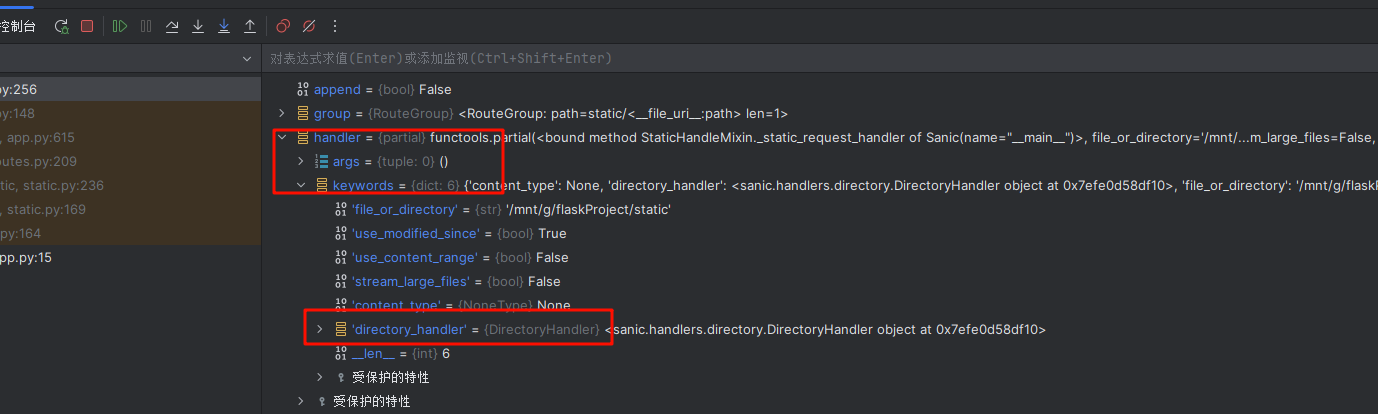 控制台
对表达式求值(Enter)或添加监视(Ctrl+Shift+Enter)
py:256
py:148
, app.py:615
outes.py:209
tic, static.py:236
, static.py:169
py:164
pp.py:15
append = {bool} False
group = {RouteGroup} <RouteGroup: path=static/<__file_uri__:path> len=1>
handler = {partial} functools.partial(<bound method StaticHandleMixin._static_request_handler of Sanic(name="__main__")>, file_or_directory='/mnt/...m_large_files=False,
args = {tuple: 0} ()
keywords = {dict: 6} {'content_type': None, 'directory_handler': <sanic.handlers.directory.DirectoryHandler object at 0x7efe0d58df10>, 'file_or_directory': '/mnt/g/flaskP
'file_or_directory' = {str} '/mnt/g/flaskProject/static'
'use_modified_since' = {bool} True
'use_content_range' = {bool} False
'stream_large_files' = {bool} False
'content_type' = {NoneType} None
'directory_handler' = {DirectoryHandler} <sanic.handlers.directory.DirectoryHandler object at 0x7efe0d58df10>
__len__ = {int} 6
受保护的特性
受保护的特性